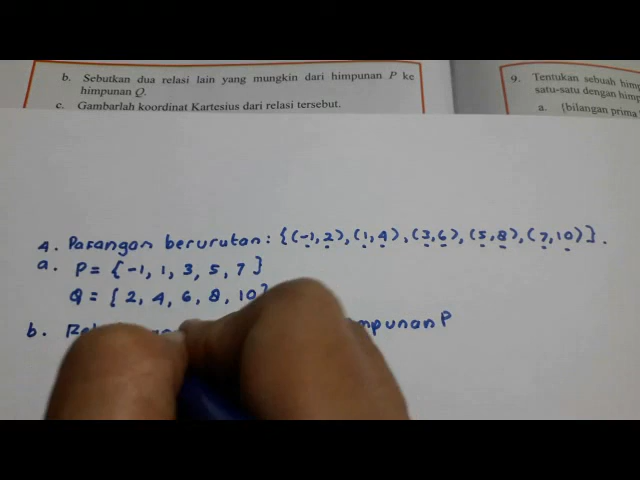 b. Sebutkan dua relasi lain yang mungkin dari himpunan P ke
himpunan Q.
c. Gambarlah koordinat Kartesius dari relasi tersebut.
9. Tentukan sebuah himp
satu-satu dengan himp
a. {bilangan prima
4. Pasangan berurutan : {(-1, 2), (1, 4), (3, 6), (5, 8), (7, 10)}.
a. P = {-1, 1, 3, 5, 7}
Q = {2, 4, 6, 8, 10}
b. mpunan P